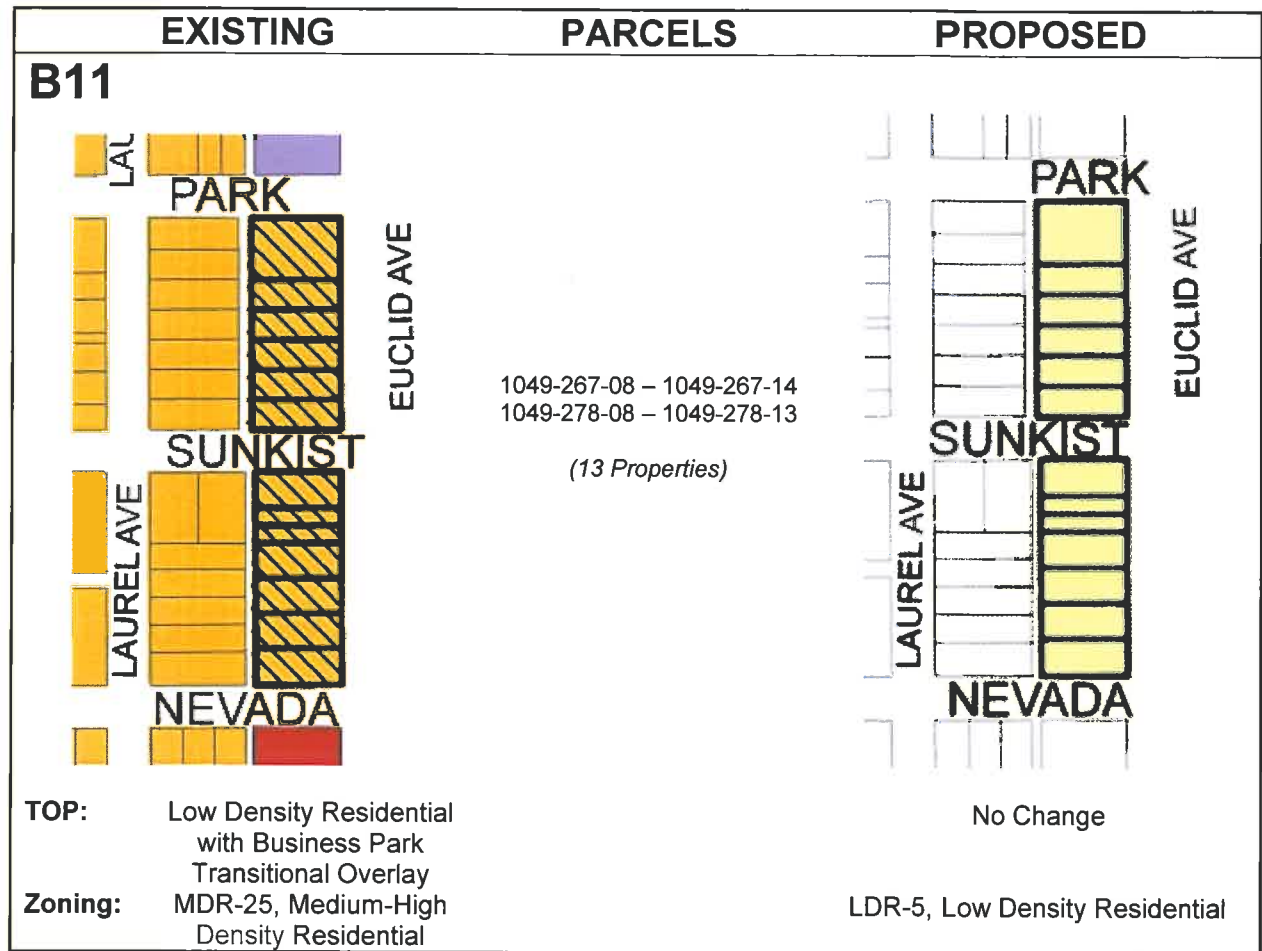 EXISTING PARCELS PROPOSED
B11
LAU
PARK
EUCLID AVE
SUNKIST
LAUREL AVE
NEVADA
1049-267-08 – 1049-267-14
1049-278-08 – 1049-278-13
(13 Properties)
PARK
EUCLID AVE
SUNKIST
LAUREL AVE
NEVADA
TOP: Low Density Residential
with Business Park
Transitional Overlay
No Change
Zoning: MDR-25, Medium-High
Density Residential
LDR-5, Low Density Residential